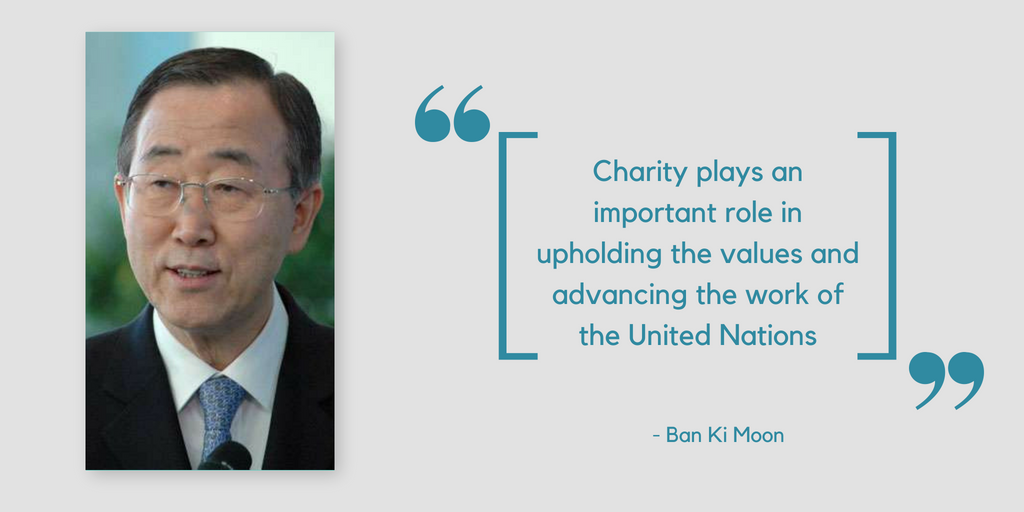 “
Charity plays an
important role in
upholding the values and
advancing the work of
the United Nations
”
- Ban Ki Moon